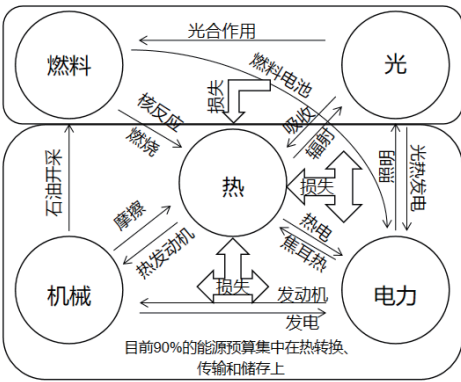 光合作用
燃料
光
燃料电池
损失
核反应
燃烧
吸收
辐射
石油开采
热
损失
照明
光热发电
摩擦
热发动机
热电
焦耳热
机械
损失
发动机
发电
电力
目前90%的能源预算集中在热转换、
传输和储存上